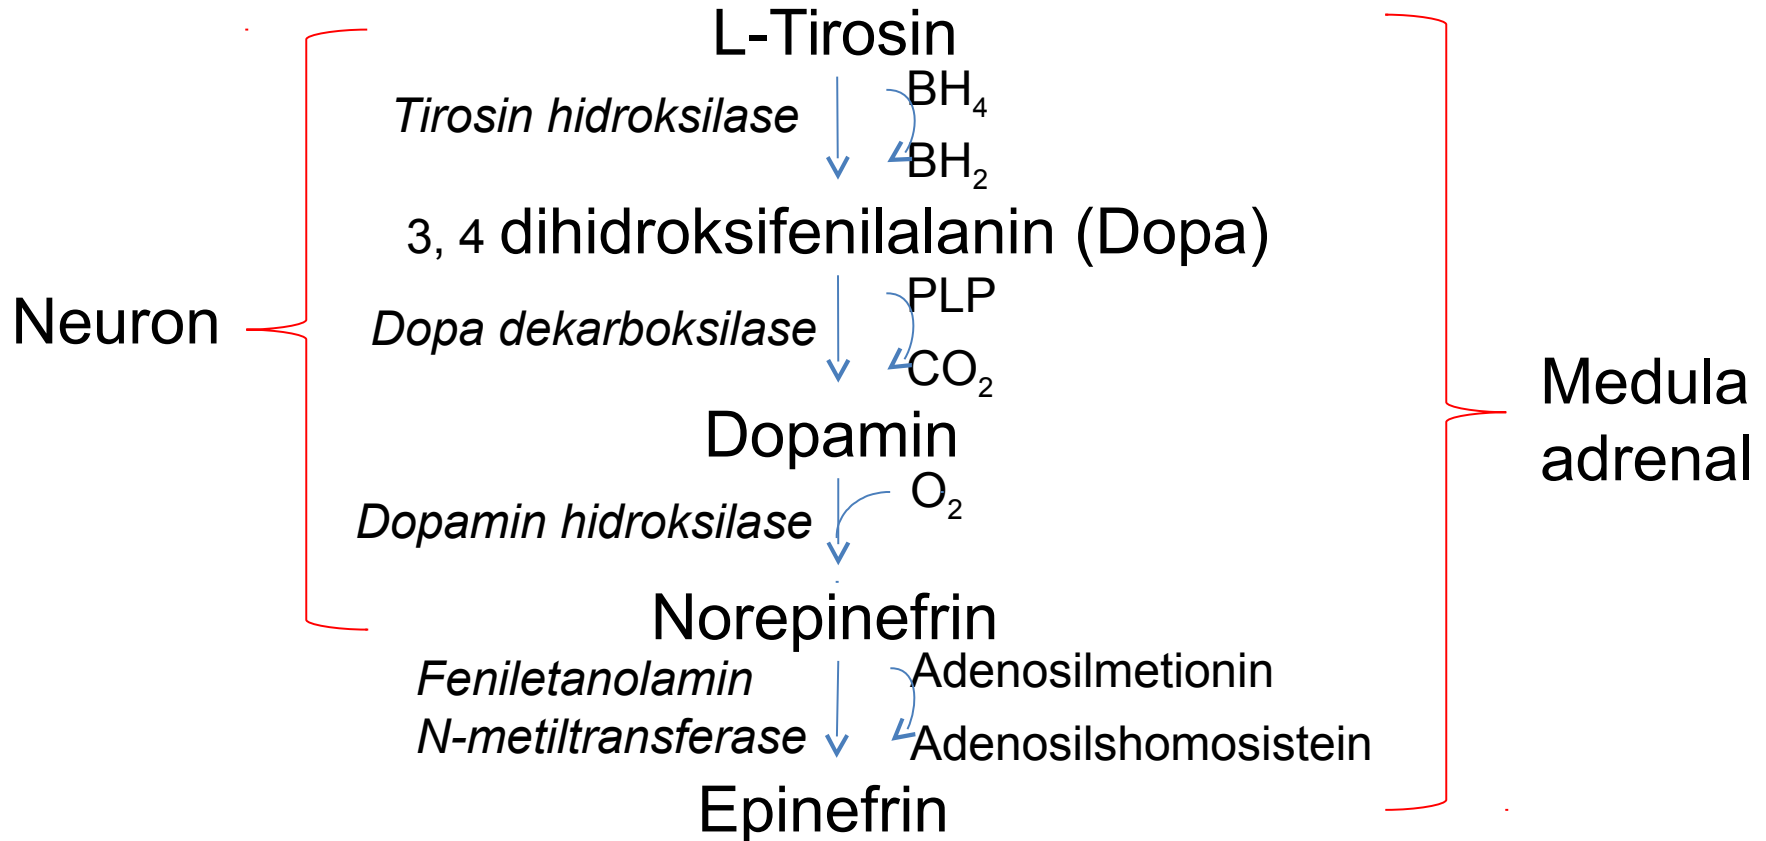 L-Tirosin
Tirosin hidroksilase
BH4
BH2
3, 4 dihidroksifenilalanin (Dopa)
Neuron
Dopa dekarboksilase
PLP
CO2
Medula
adrenal
Dopamin
Dopamin hidroksilase
O2
Norepinefrin
Feniletanolamin
N-metiltransferase
Adenosilmetionin
Adenosilshomosistein
Epinefrin